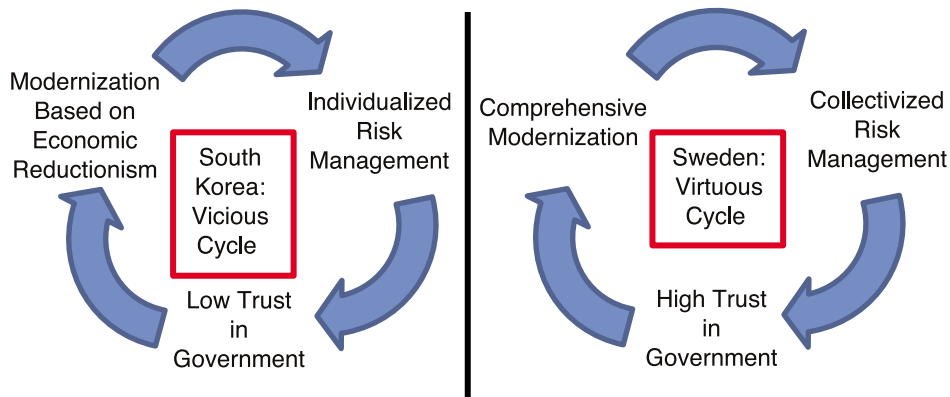 Modernization
Based on
Economic
Reductionism
Individualized
Risk
Management
South
Korea:
Vicious
Cycle
Low Trust
in
Government
Comprehensive
Modernization
Collectivized
Risk
Management
Sweden:
Virtuous
Cycle
High Trust
in
Government